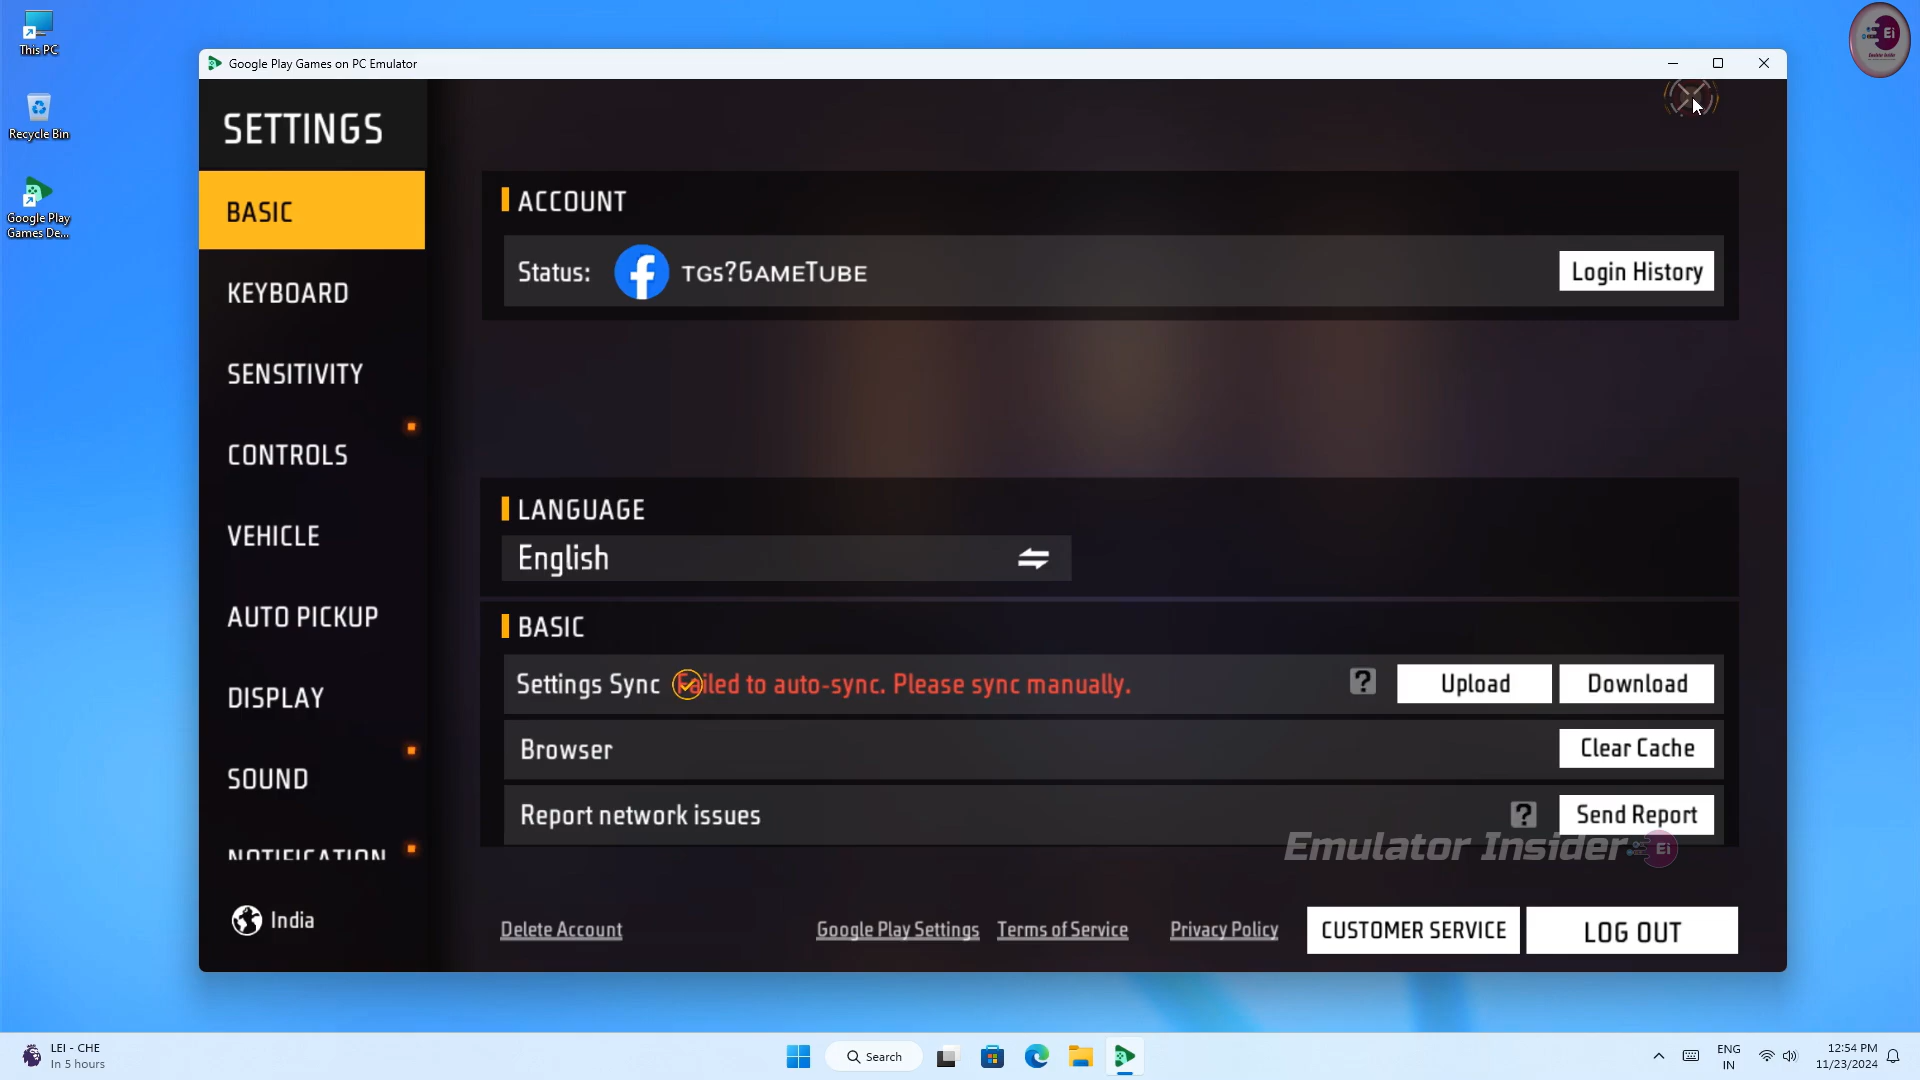 This PC
Recycle Bin
Google Play
Games De...
Google Play Games on PC Emulator
SETTINGS
BASIC
KEYBOARD
SENSITIVITY
CONTROLS
VEHICLE
AUTO PICKUP
DISPLAY
SOUND
NOTIFICATION
India
ACCOUNT
Status:
TGS?GAMETUBE
Login History
LANGUAGE
English
BASIC
Settings Sync
Failed to auto-sync. Please sync manually.
?
Upload
Download
Browser
Clear Cache
Report network issues
?
Send Report
Emulator Insider
Ei
Delete Account
Google Play Settings
Terms of Service
Privacy Policy
CUSTOMER SERVICE
LOG OUT
Ei
LEI - CHE
In 5 hours
Search
ENG
IN
12:54 PM
11/23/2024